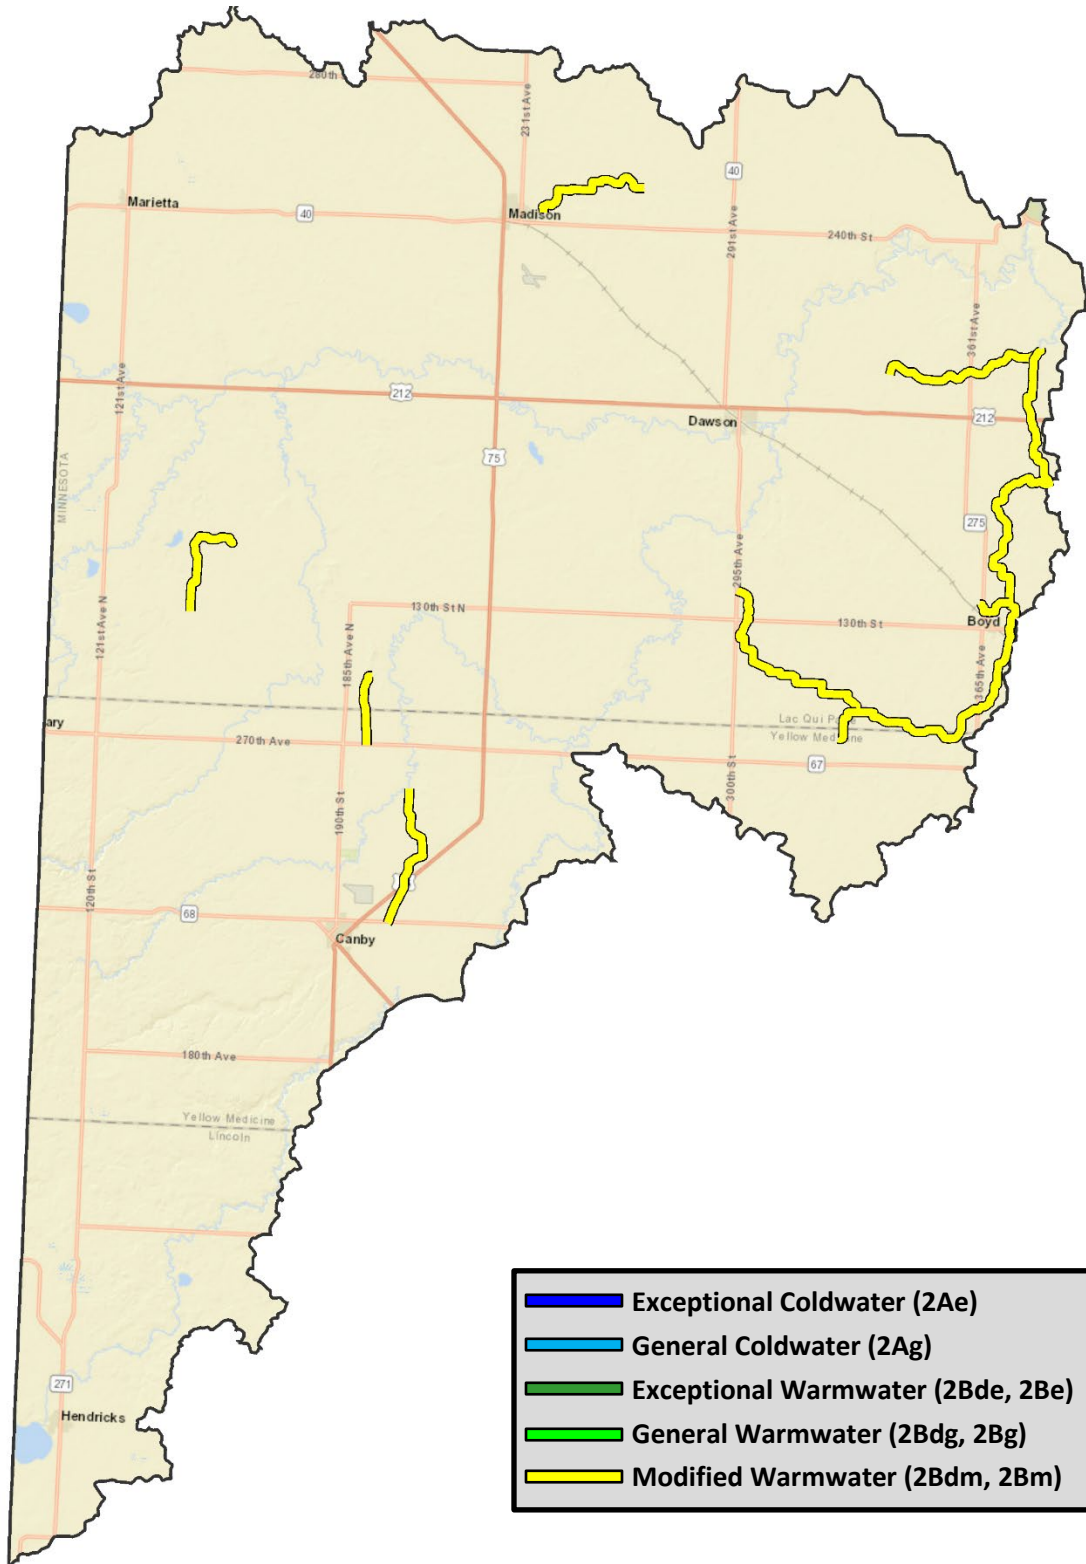 280th
231st Ave
40
Marietta
40
Madison
291st Ave
240th St
361st Ave
121st Ave
212
Dawson
212
MINNESOTA
75
275
295th Ave
121st Ave N
185th Ave N
130th St N
130th St
Boyd
365th Ave
ary
270th Ave
Lac Qui Pa
Yellow Medicine
67
300th St
190th St
120th St
68
Canby
180th Ave
Yellow Medicine
Lincoln
271
Hendricks
Exceptional Coldwater (2Ae)
General Coldwater (2Ag)
Exceptional Warmwater (2Bde, 2Be)
General Warmwater (2Bdg, 2Bg)
Modified Warmwater (2Bdm, 2Bm)